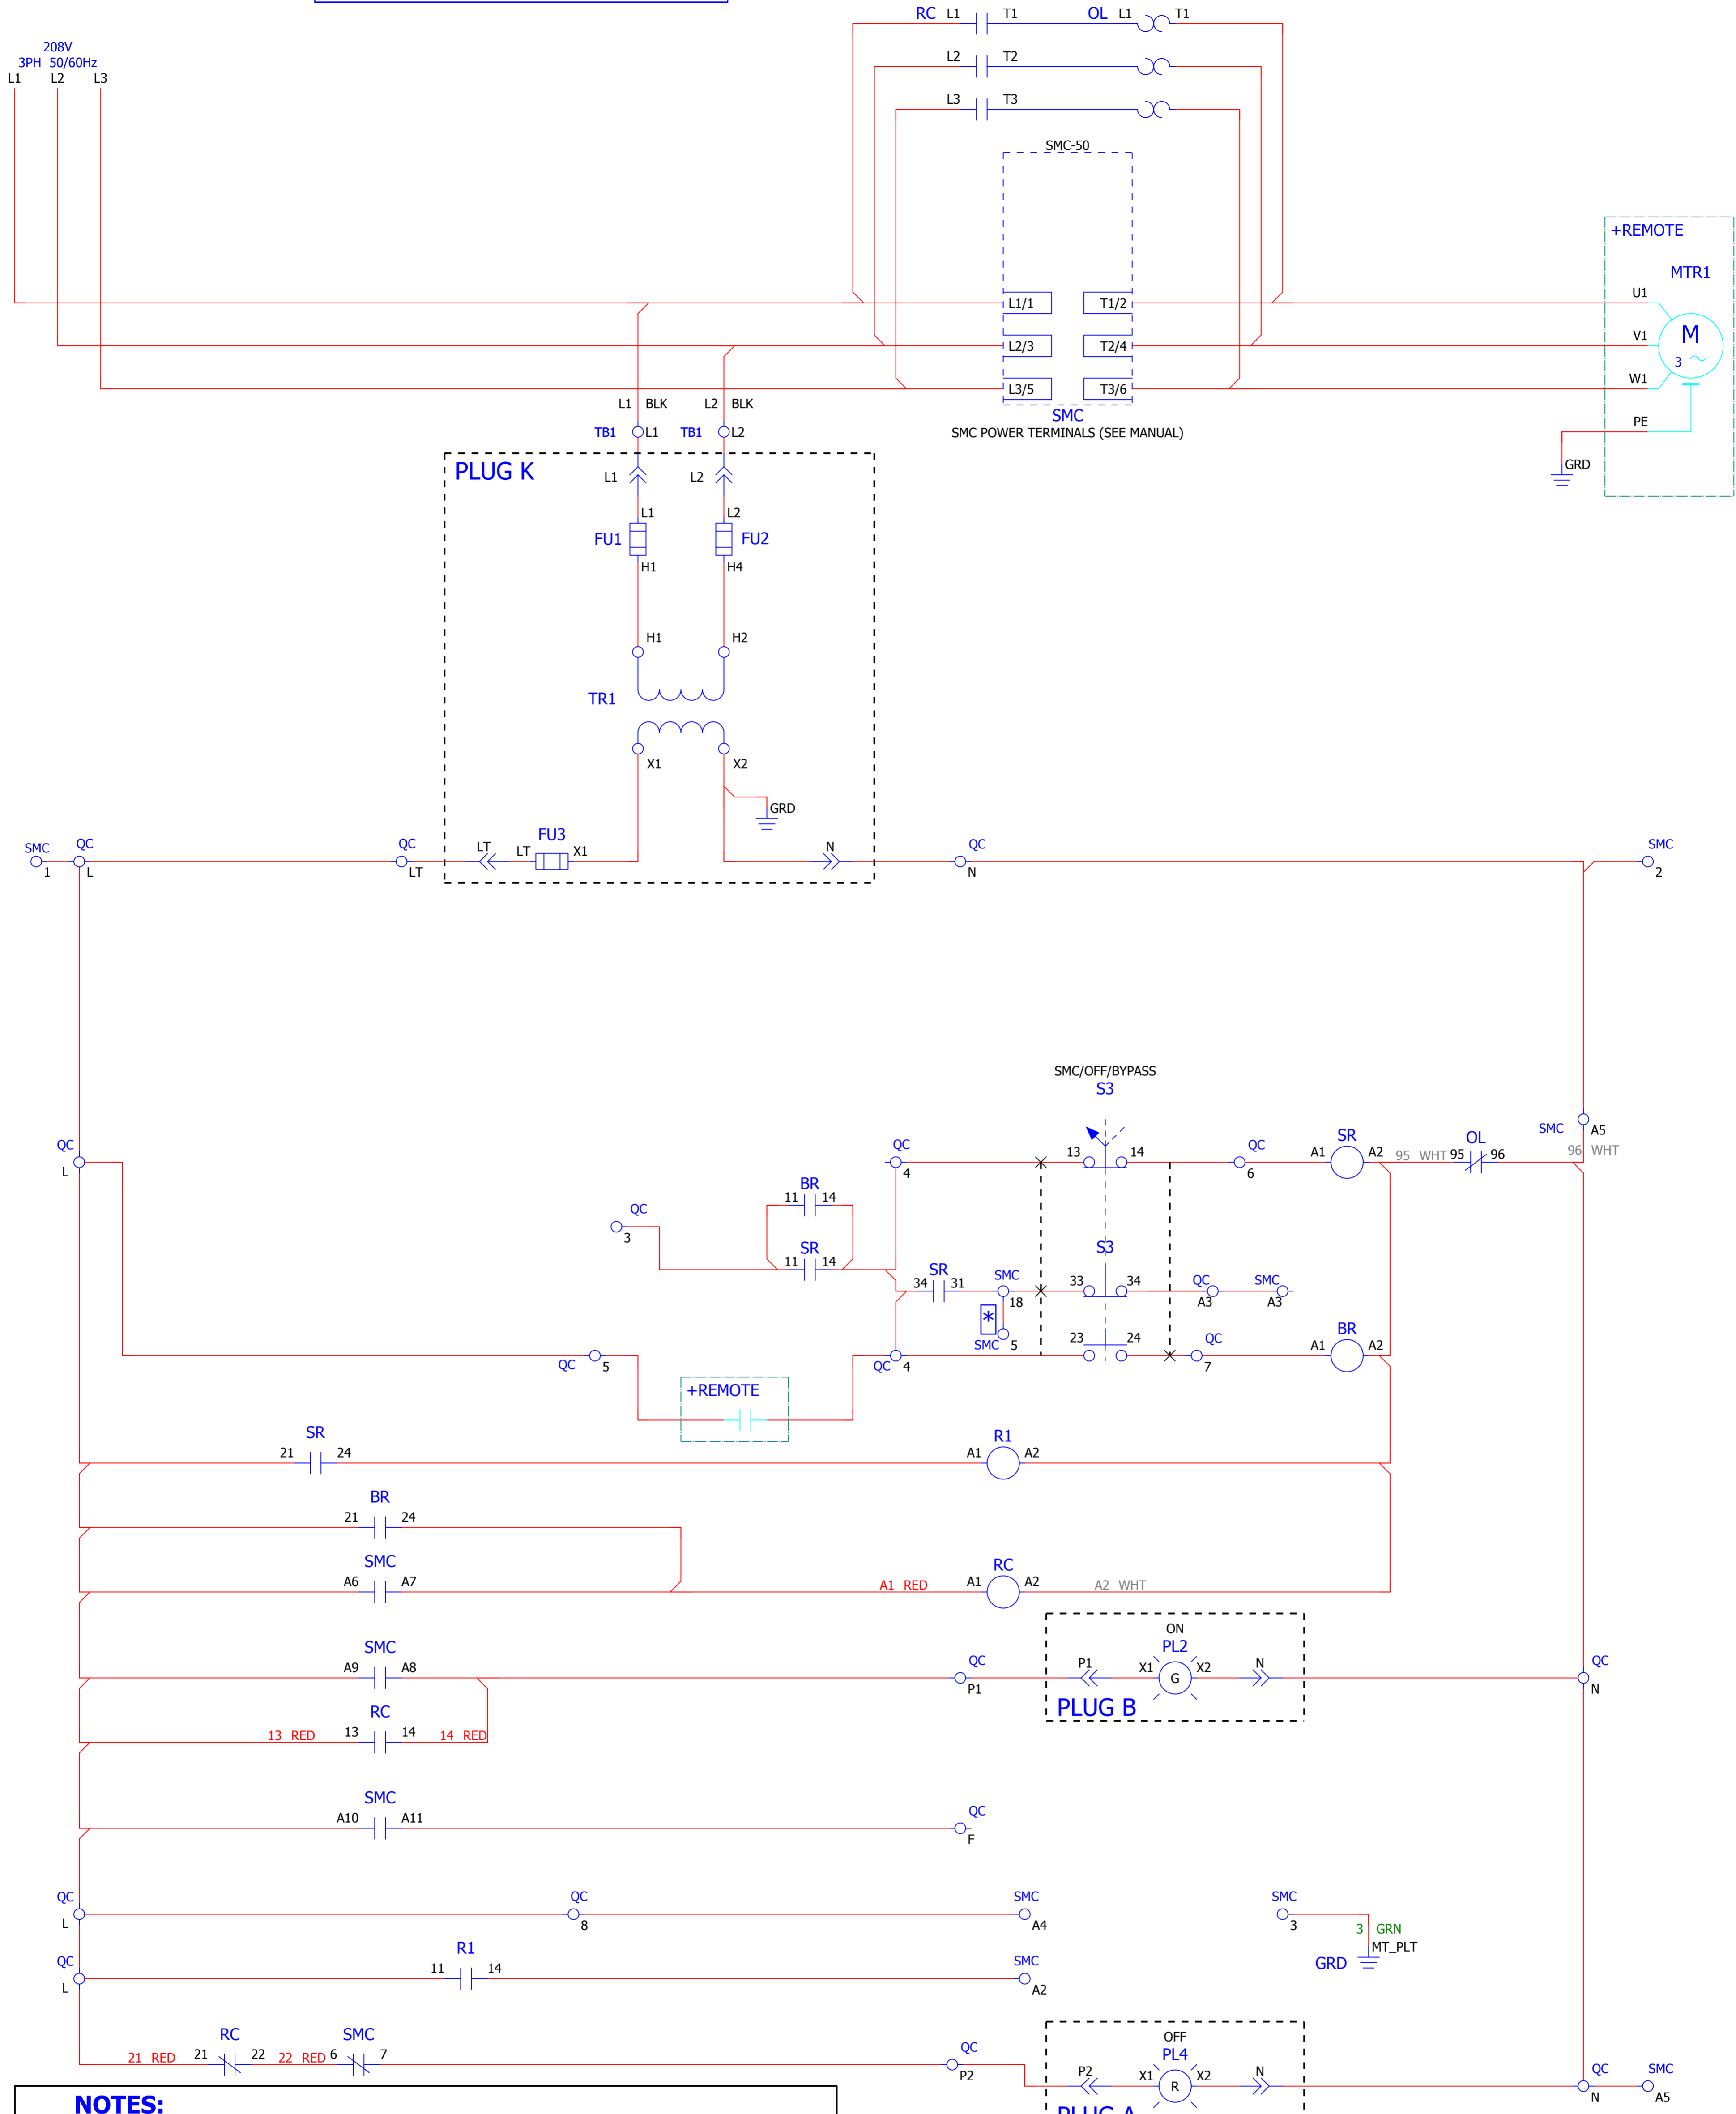 RC L1 T1 OL L1 T1
208V
3PH 50/60Hz
L1 L2 L3
L2 T2
L3 T3
SMC-50
+REMOTE
MTR1
L1/1 T1/2 U1
L2/3 T2/4 V1
M
3
L3/5 T3/6 W1
L1 BLK L2 BLK
SMC
PE
TB1 L1 TB1 L2
SMC POWER TERMINALS (SEE MANUAL)
PLUG K
L1 L2
GRD
L1 L2
FU1 FU2
H1 H4
H1 H2
TR1
X1 X2
GRD
SMC QC QC LT LT FU3 X1 N QC SMC
1 L LT N 2
SMC/OFF/BYPASS
S3
SMC A5
QC QC 13 14 QC SR OL
L 4 6 A1 A2 95 WHT 95 96 96 WHT
BR
11 14
QC
3
SR S3
11 14
SR SMC 33 34 QC SMC
34 31 18 A3 A3
*
SMC 5 23 24 QC BR
QC 5 QC 4 7 A1 A2
+REMOTE
SR R1
21 24 A1 A2
BR
21 24
SMC RC
A6 A7 A1 RED A1 A2 A2 WHT
ON
SMC PL2
A9 A8 QC P1 X1 G X2 N QC
P1 N
PLUG B
RC
13 RED 13 14 14 RED
SMC
A10 A11 QC
F
QC QC SMC SMC
L 8 A4 3
3 GRN
MT_PLT
GRD
QC R1 SMC
L 11 14 A2
OFF
RC SMC PL4
21 RED 21 22 22 RED 6 7 QC P2 X1 R X2 N QC SMC
P2 N A5
NOTES:
PLUG A